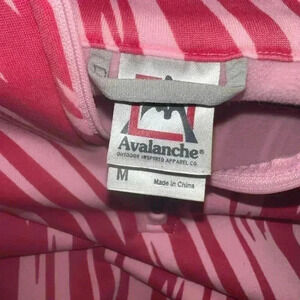 Avalanche®
OUTDOOR INSPIRED APPAREL CO.
M
Made in China